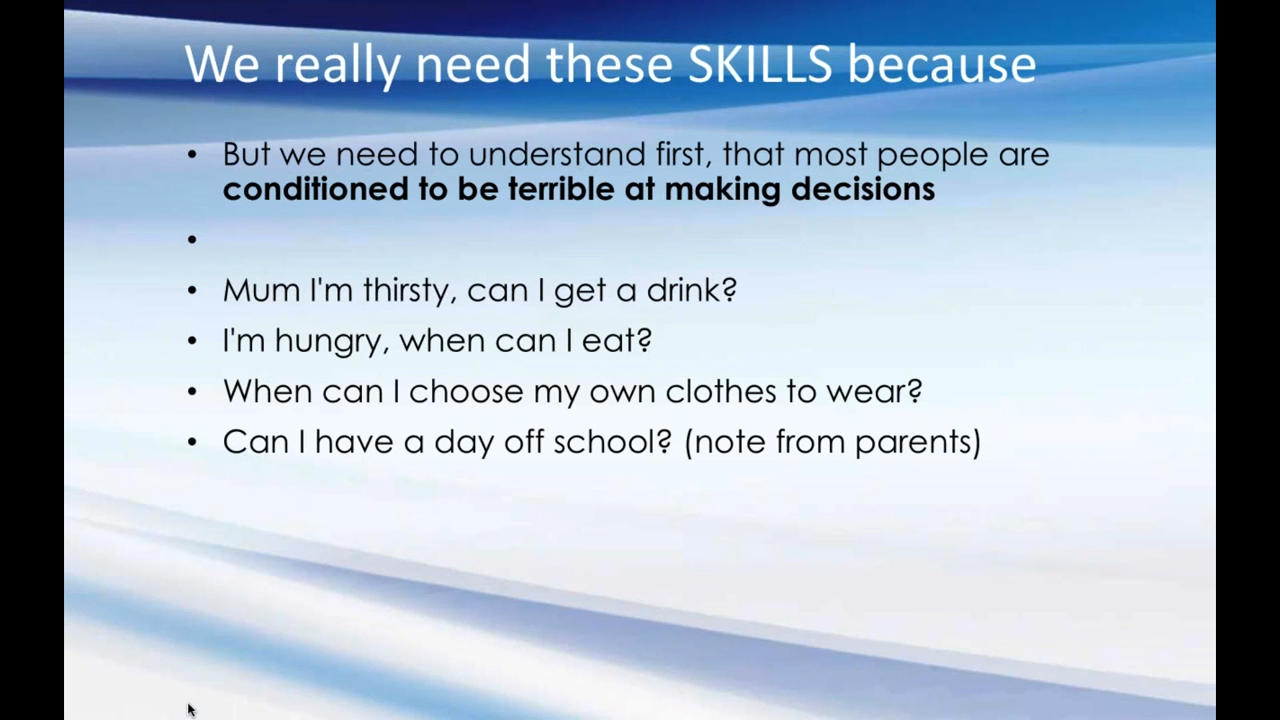 We really need these SKILLS because
• But we need to understand first, that most people are
conditioned to be terrible at making decisions
•
• Mum I'm thirsty, can I get a drink?
• I'm hungry, when can I eat?
• When can I choose my own clothes to wear?
• Can I have a day off school? (note from parents)